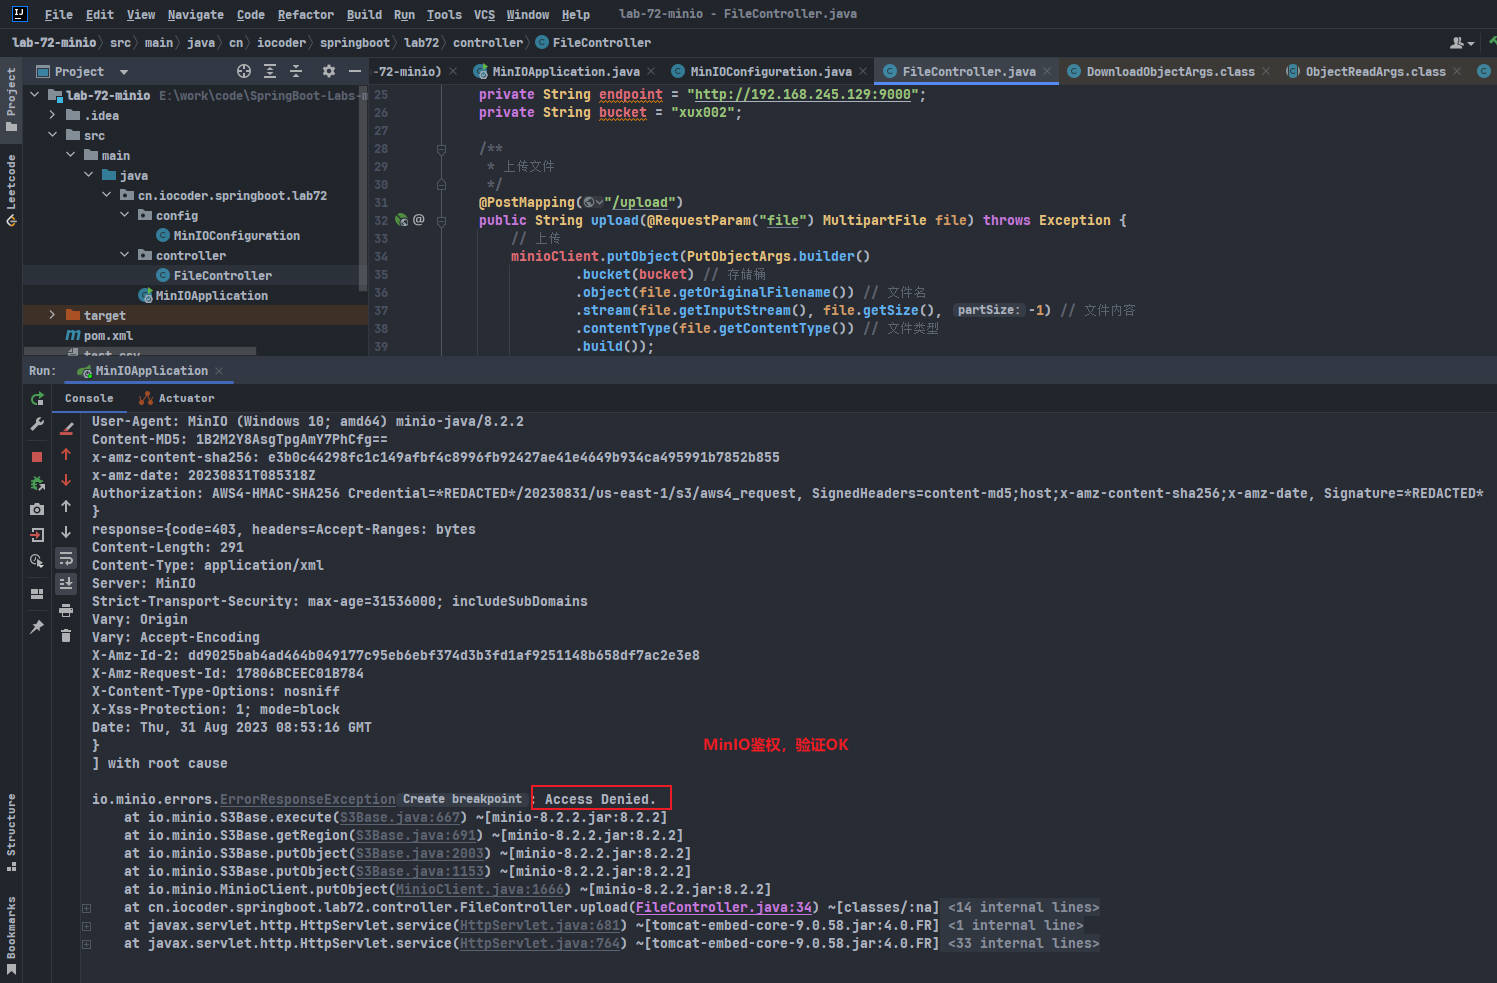 File Edit View Navigate Code Refactor Build Run Tools VCS Window Help lab-72-minio - FileController.java
lab-72-minio src main java cn iocoder springboot lab72 controller FileController
Project
-72-minio) MinIOApplication.java MinIOConfiguration.java FileController.java DownloadObjectArgs.class ObjectReadArgs.class
Project
Leetcode
lab-72-minio E:\work\code\SpringBoot-Labs-m
.idea
src
main
java
cn.iocoder.springboot.lab72
config
MinIOConfiguration
controller
FileController
MinIOApplication
target
pom.xml
25 private String endpoint = "http://192.168.245.129:9000";
26 private String bucket = "xux002";
27
28 /**
29 * 上传文件
30 */
31 @PostMapping("/upload")
32 public String upload(@RequestParam("file") MultipartFile file) throws Exception {
33 // 上传
34 minioClient.putObject(PutObjectArgs.builder()
35 .bucket(bucket) // 存储桶
36 .object(file.getOriginalFilename()) // 文件名
37 .stream(file.getInputStream(), file.getSize(), partSize: -1) // 文件内容
38 .contentType(file.getContentType()) // 文件类型
39 .build());
Run: MinIOApplication
Console Actuator
User-Agent: MinIO (Windows 10; amd64) minio-java/8.2.2
Content-MD5: 1B2M2Y8AsgTpgAmY7PhCfg==
x-amz-content-sha256: e3b0c44298fc1c149afbf4c8996fb92427ae41e4649b934ca495991b7852b855
x-amz-date: 20230831T085318Z
Authorization: AWS4-HMAC-SHA256 Credential=*REDACTED*/20230831/us-east-1/s3/aws4_request, SignedHeaders=content-md5;host;x-amz-content-sha256;x-amz-date, Signature=*REDACTED*
}
response={code=403, headers=Accept-Ranges: bytes
Content-Length: 291
Content-Type: application/xml
Server: MinIO
Strict-Transport-Security: max-age=31536000; includeSubDomains
Vary: Origin
Vary: Accept-Encoding
X-Amz-Id-2: dd9025bab4ad464b049177c95eb6ebf374d3b3fd1af9251148b658df7ac2e3e8
X-Amz-Request-Id: 17806BCEEC01B784
X-Content-Type-Options: nosniff
X-Xss-Protection: 1; mode=block
Date: Thu, 31 Aug 2023 08:53:16 GMT
}
MinIO鉴权，验证OK
] with root cause
io.minio.errors.ErrorResponseException Create breakpoint : Access Denied.
at io.minio.S3Base.execute(S3Base.java:667) ~[minio-8.2.2.jar:8.2.2]
at io.minio.S3Base.getRegion(S3Base.java:691) ~[minio-8.2.2.jar:8.2.2]
at io.minio.S3Base.putObject(S3Base.java:2003) ~[minio-8.2.2.jar:8.2.2]
at io.minio.S3Base.putObject(S3Base.java:1153) ~[minio-8.2.2.jar:8.2.2]
at io.minio.MinioClient.putObject(MinioClient.java:1666) ~[minio-8.2.2.jar:8.2.2]
at cn.iocoder.springboot.lab72.controller.FileController.upload(FileController.java:34) ~[classes/:na] <14 internal lines>
at javax.servlet.http.HttpServlet.service(HttpServlet.java:681) ~[tomcat-embed-core-9.0.58.jar:4.0.FR] <1 internal line>
at javax.servlet.http.HttpServlet.service(HttpServlet.java:764) ~[tomcat-embed-core-9.0.58.jar:4.0.FR] <33 internal lines>
Structure
Bookmarks